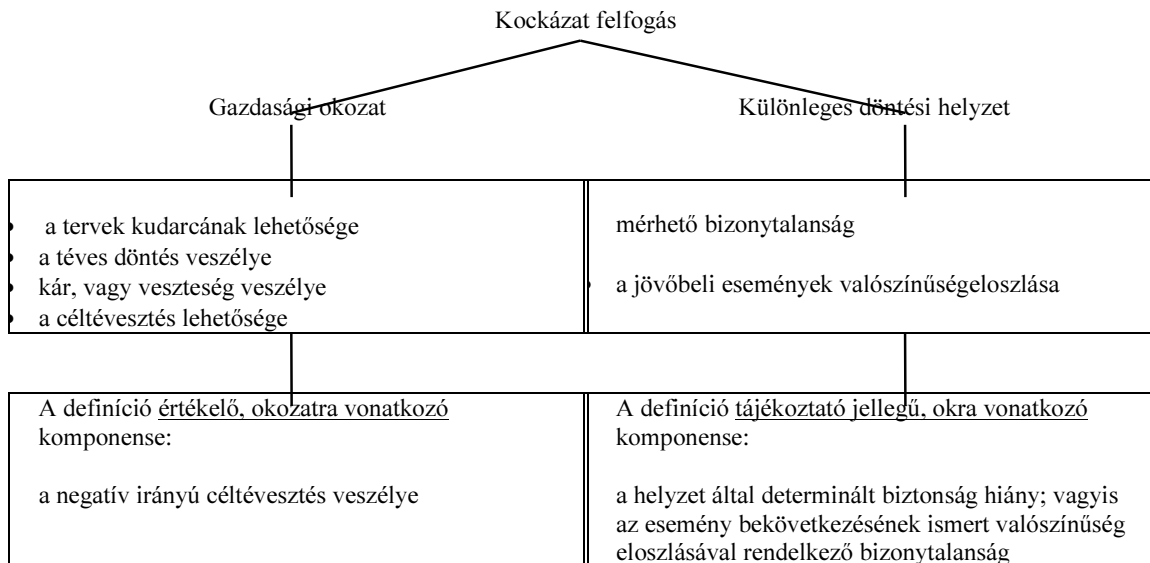 Kockázat felfogás
Gazdasági okozat
Különleges döntési helyzet
• a tervek kudarcának lehetősége
• a téves döntés veszélye
• kár, vagy veszteség veszélye
• a céltévesztés lehetősége
mérhető bizonytalanság
• a jövőbeli események valószínűségeloszlása
A definíció értékelő, okozatra vonatkozó
komponense:
a negatív irányú céltévesztés veszélye
A definíció tájékoztató jellegű, okra vonatkozó
komponense:
a helyzet által determinált biztonság hiány; vagyis
az esemény bekövetkezésének ismert valószínűség
eloszlásával rendelkező bizonytalanság